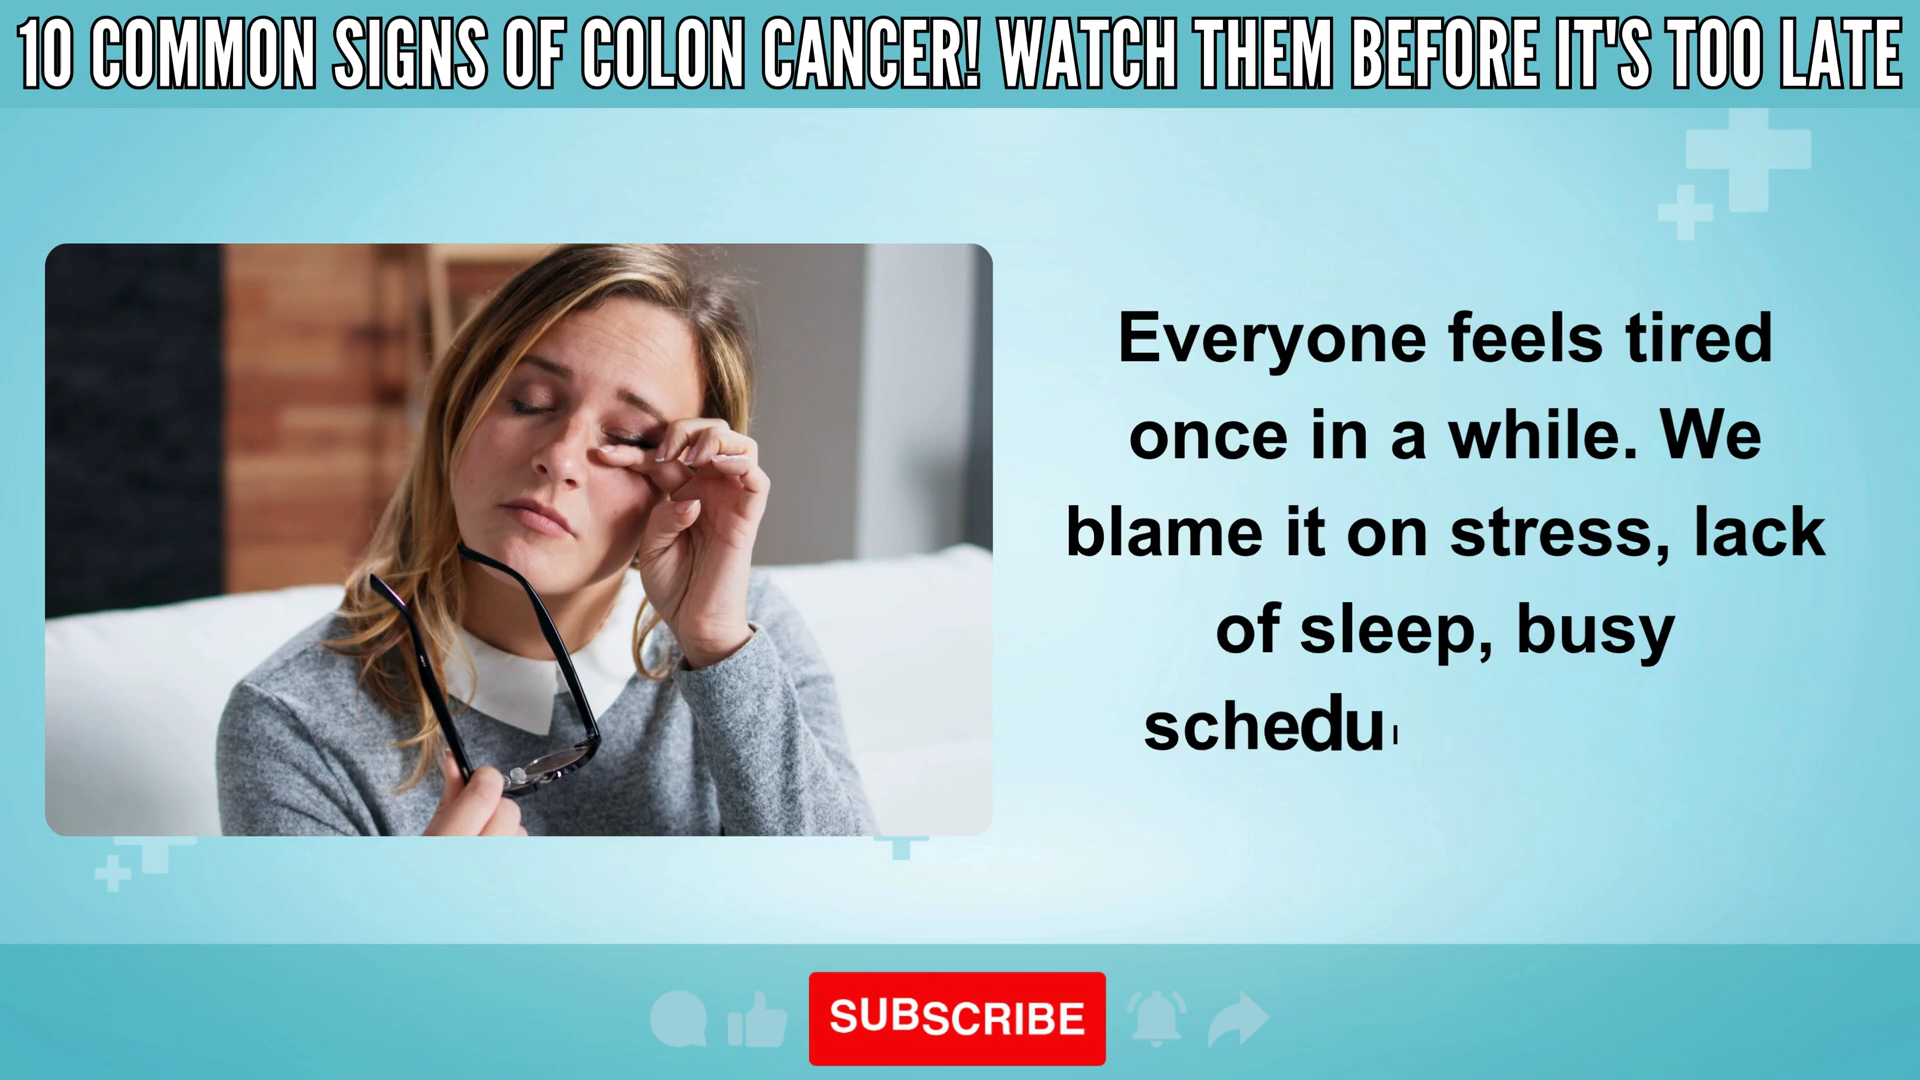 10 COMMON SIGNS OF COLON CANCER! WATCH THEM BEFORE IT'S TOO LATE
Everyone feels tired
once in a while. We
blame it on stress, lack
of sleep, busy
schedu
SUBSCRIBE